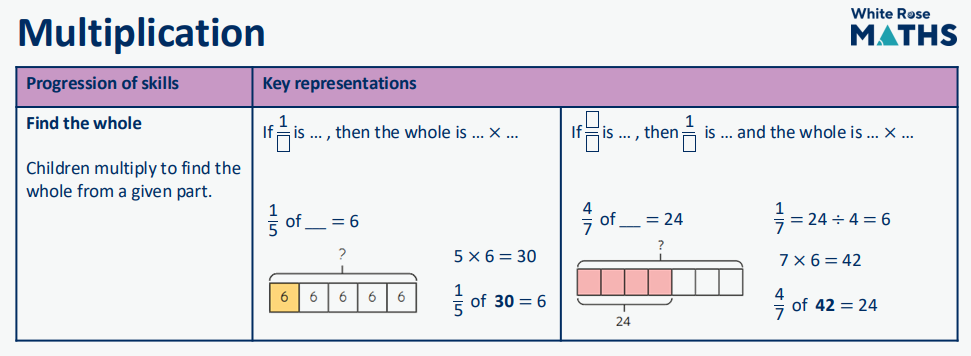 Multiplication
White Rose
MATHS
Progression of skills
Key representations
Find the whole
Children multiply to find the
whole from a given part.
If 1/□ is ... , then the whole is ... × ...
1/5 of __ = 6
?
6 6 6 6 6
5 × 6 = 30
1/5 of 30 = 6
If □/□ is ... , then 1/□ is ... and the whole is ... × ...
4/7 of __ = 24
?
24
1/7 = 24 ÷ 4 = 6
7 × 6 = 42
4/7 of 42 = 24